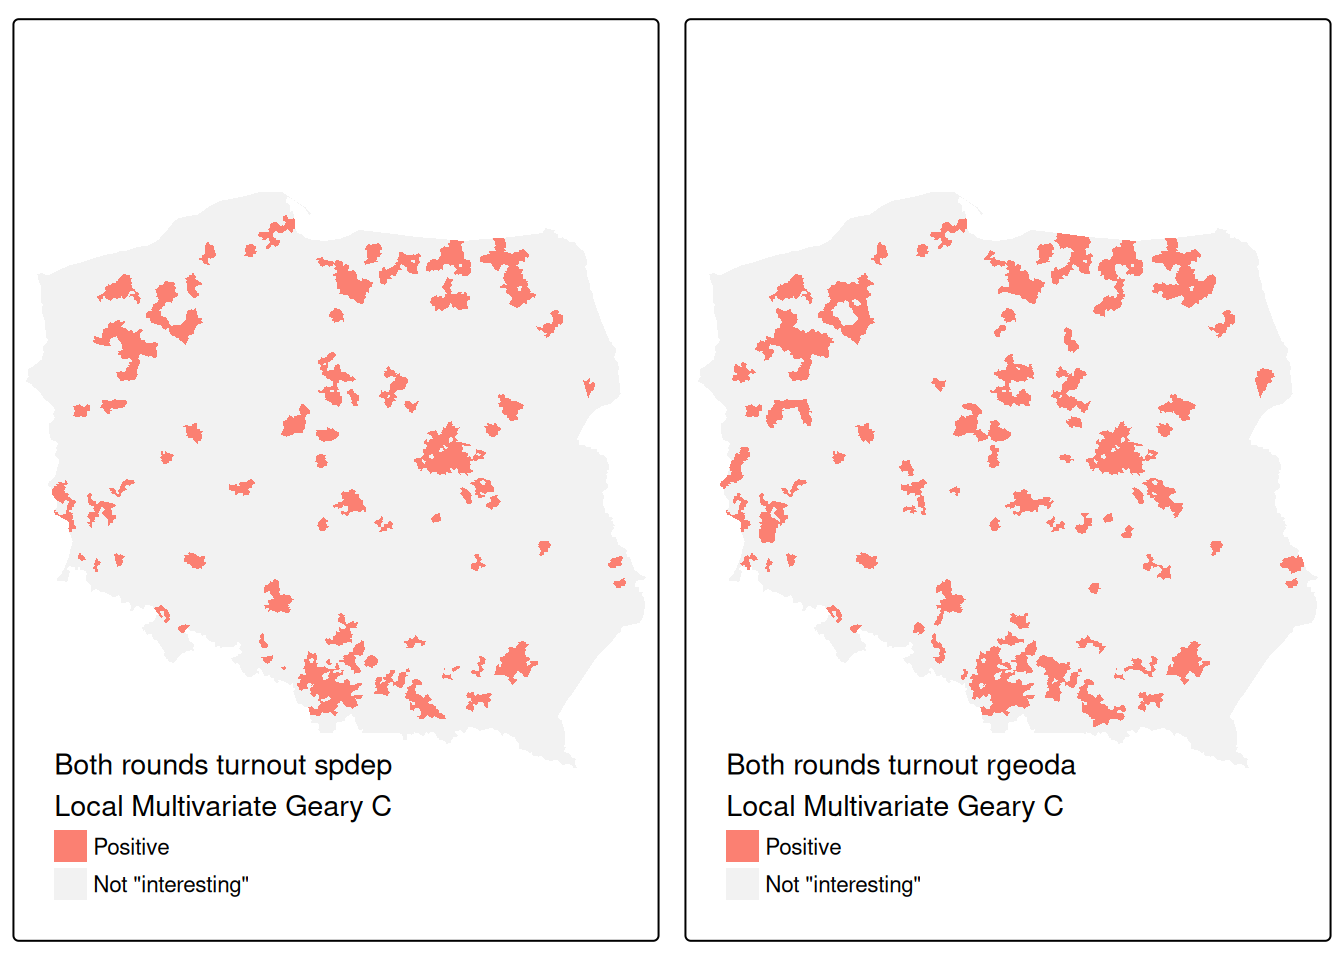 Both rounds turnout spdep
Local Multivariate Geary C
Positive
Not "interesting"
Both rounds turnout rgeoda
Local Multivariate Geary C
Positive
Not "interesting"